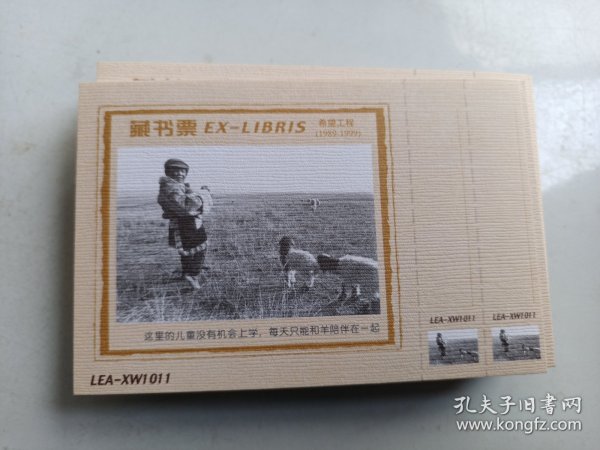 藏书票 EX-LIBRIS 希望工程
(1989-1999)
这里的儿童没有机会上学，每天只能和羊陪伴在一起
LEA-XW1011
LEA-XW1011
LEA-XW1011
孔夫子旧书网
www.kongfz.com